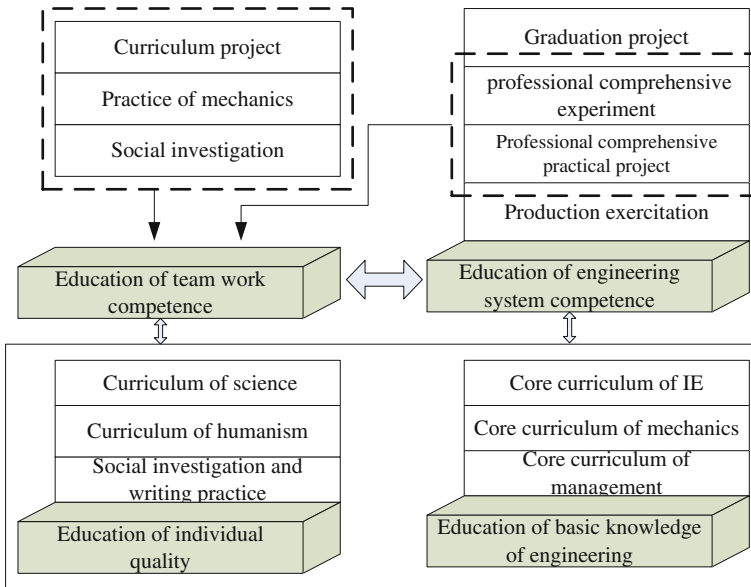 Curriculum project
Practice of mechanics
Social investigation
Graduation project
professional comprehensive
experiment
Professional comprehensive
practical project
Production exercitation
Education of team work
competence
Education of engineering
system competence
Curriculum of science
Curriculum of humanism
Social investigation and
writing practice
Education of individual
quality
Core curriculum of IE
Core curriculum of mechanics
Core curriculum of
management
Education of basic knowledge
of engineering